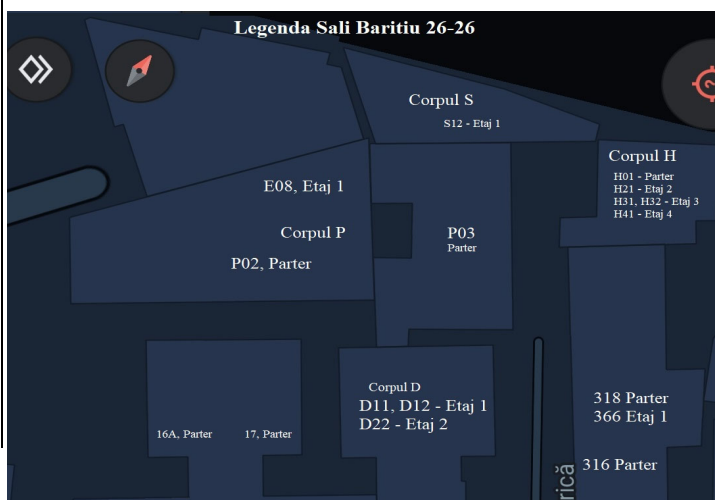 Legenda Sali Baritiu 26-26
Corpul S
S12 - Etaj 1
Corpul H
H01 - Parter
H21 - Etaj 2
H31, H32 - Etaj 3
H41 - Etaj 4
E08, Etaj 1
Corpul P
P02, Parter
P03
Parter
Corpul D
D11, D12 - Etaj 1
D22 - Etaj 2
16A, Parter
17, Parter
318 Parter
366 Etaj 1
316 Parter
rică